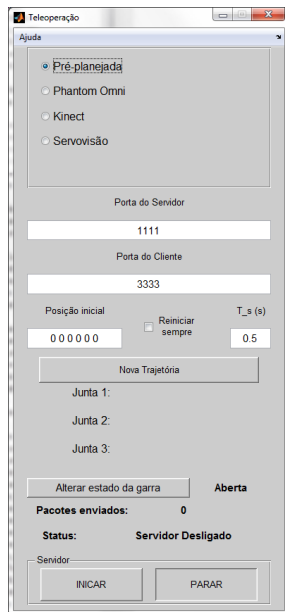 Teleoperação
Ajuda
Pré-planejada
Phantom Omni
Kinect
Servovisão
Porta do Servidor
1111
Porta do Cliente
3333
Posição inicial
Reiniciar sempre
T_s (s)
0 0 0 0 0 0
0.5
Nova Trajetória
Junta 1:
Junta 2:
Junta 3:
Alterar estado da garra Aberta
Pacotes enviados: 0
Status: Servidor Desligado
Servidor
INICAR PARAR